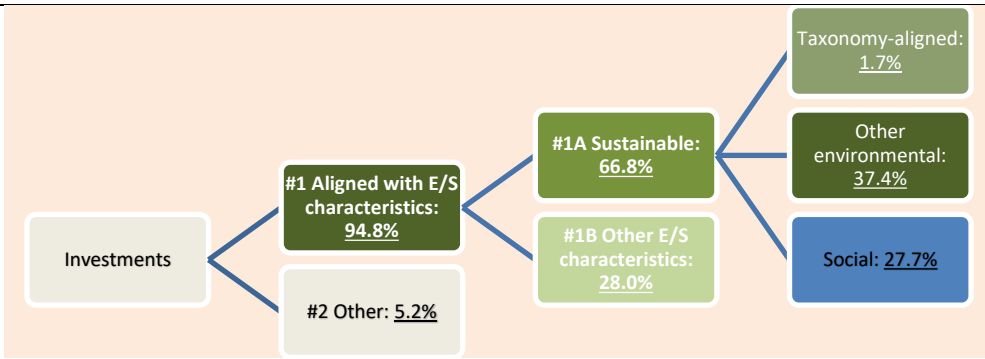 Investments
#1 Aligned with E/S
characteristics:
94.8%
#2 Other: 5.2%
#1A Sustainable:
66.8%
#1B Other E/S
characteristics:
28.0%
Taxonomy-aligned:
1.7%
Other
environmental:
37.4%
Social: 27.7%